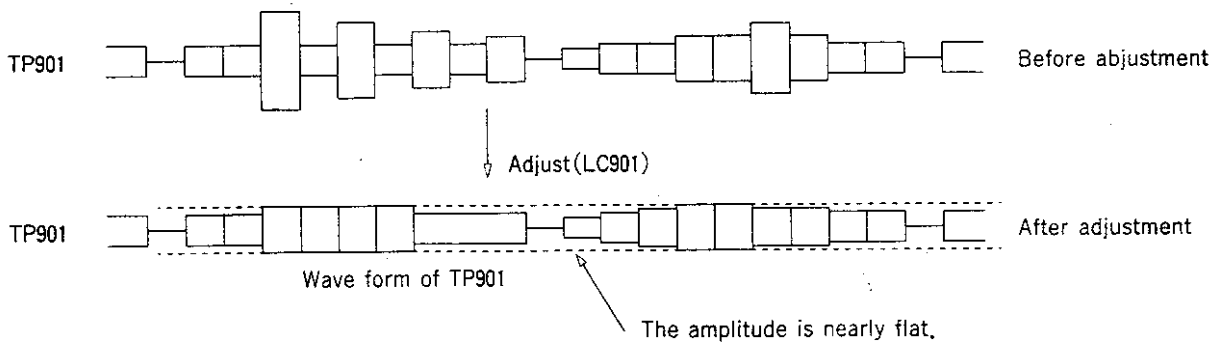 TP901
Before abjustment
Adjust(LC901)
TP901
After adjustment
Wave form of TP901
The amplitude is nearly flat.